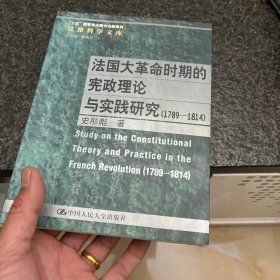 法律科学文库
法国大革命时期的
宪政理论
与实践研究(1789—1814)
史彤彪 著
Study on the Constitutional
Theory and Practice in the
French Revolution (1789—1814)
中国人民大学出版社